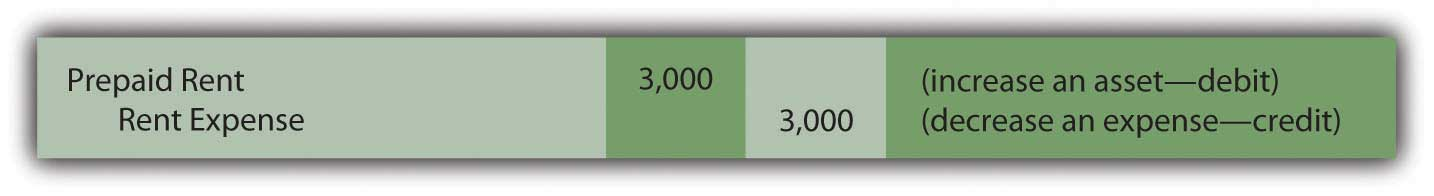 Prepaid Rent 3,000 (increase an asset—debit)
Rent Expense 3,000 (decrease an expense—credit)